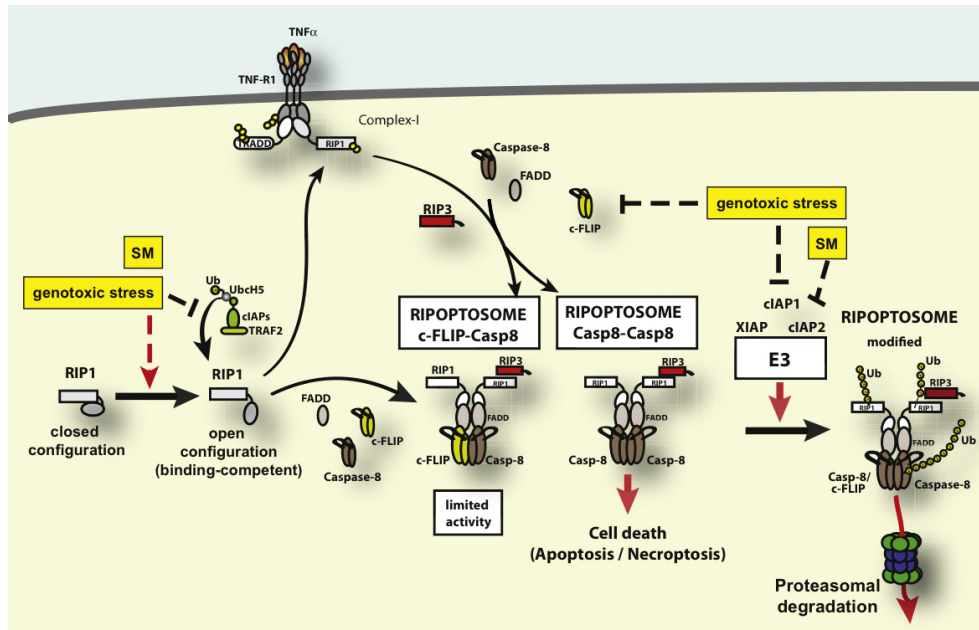 TNFα
TNF-R1
Complex-I
TRADD
RIP1
Caspase-8
FADD
RIP3
c-FLIP
genotoxic stress
SM
SM
genotoxic stress
Ub
UbcH5
cIAPs
TRAF2
RIP1
closed
configuration
RIP1
open
configuration
(binding-competent)
FADD
c-FLIP
Caspase-8
RIPOPTOSOME
c-FLIP-Casp8
RIP1
RIP3
RIP1
FADD
c-FLIP
Casp-8
limited
activity
RIPOPTOSOME
Casp8-Casp8
RIP1
RIP3
RIP1
FADD
Casp-8
Casp-8
Cell death
(Apoptosis / Necroptosis)
cIAP1
XIAP
cIAP2
E3
RIPOPTOSOME
modified
Ub
Ub
RIP3
RIP1
RIP1
Ub
FADD
Casp-8/
c-FLIP
Caspase-8
Proteasomal
degradation